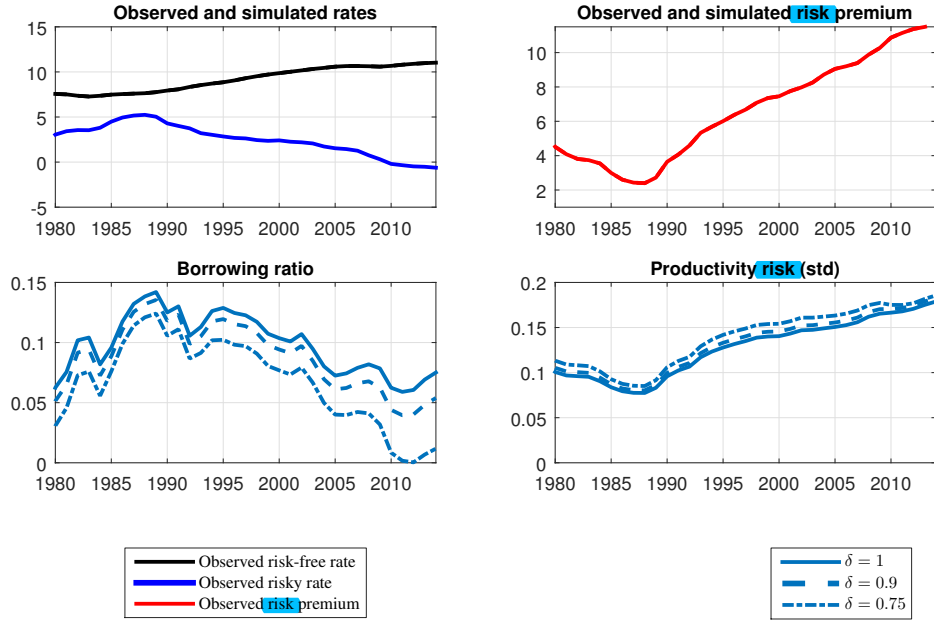 Observed and simulated rates
15
10
5
0
-5
1980 1985 1990 1995 2000 2005 2010
Observed and simulated risk premium
10
8
6
4
2
1980 1985 1990 1995 2000 2005 2010
Borrowing ratio
0.15
0.1
0.05
0
1980 1985 1990 1995 2000 2005 2010
Productivity risk (std)
0.2
0.15
0.1
0.05
0
1980 1985 1990 1995 2000 2005 2010
Observed risk-free rate
Observed risky rate
Observed risk premium
δ = 1
δ = 0.9
δ = 0.75